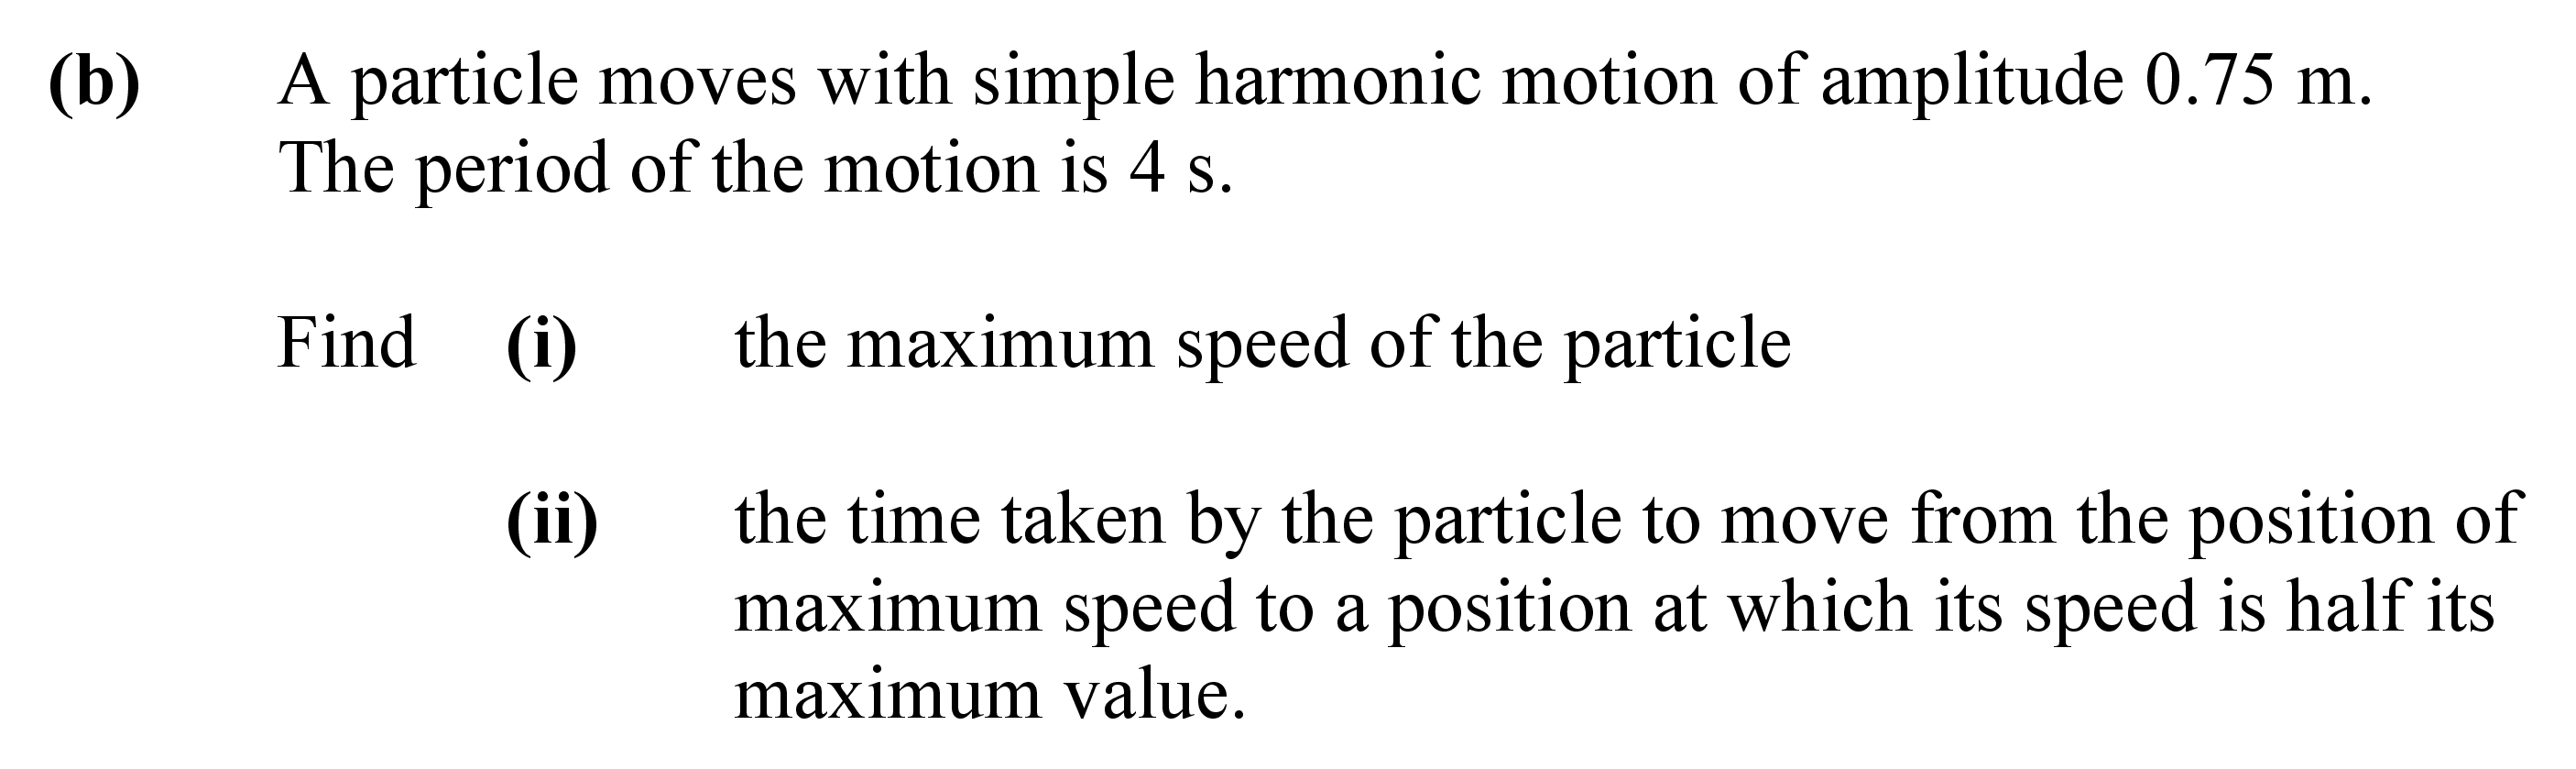 (b) A particle moves with simple harmonic motion of amplitude 0.75 m.
The period of the motion is 4 s.
Find (i) the maximum speed of the particle
(ii) the time taken by the particle to move from the position of
maximum speed to a position at which its speed is half its
maximum value.